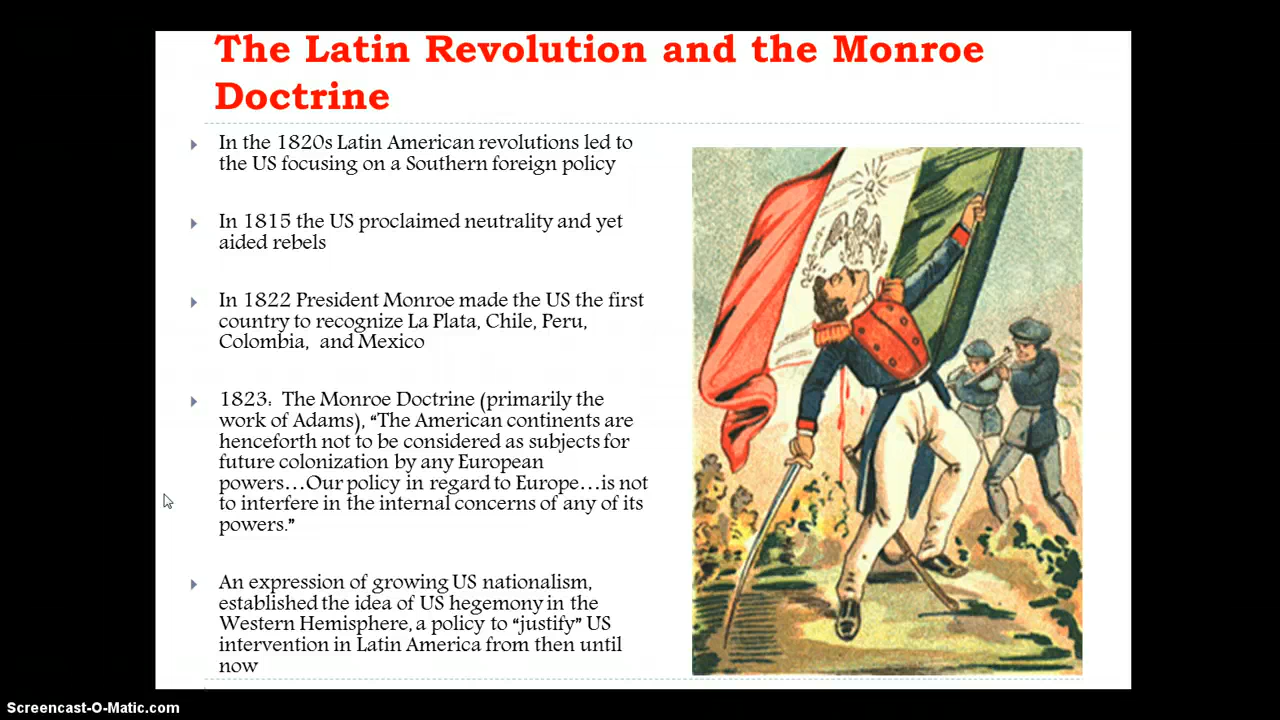 The Latin Revolution and the Monroe
Doctrine
In the 1820s Latin American revolutions led to
the US focusing on a Southern foreign policy
In 1815 the US proclaimed neutrality and yet
aided rebels
In 1822 President Monroe made the US the first
country to recognize La Plata, Chile, Peru,
Colombia, and Mexico
1823: The Monroe Doctrine (primarily the
work of Adams), “The American continents are
henceforth not to be considered as subjects for
future colonization by any European
powers…Our policy in regard to Europe…is not
to interfere in the internal concerns of any of its
powers.”
An expression of growing US nationalism,
established the idea of US hegemony in the
Western Hemisphere, a policy to “justify” US
intervention in Latin America from then until
now
Screencast-O-Matic.com